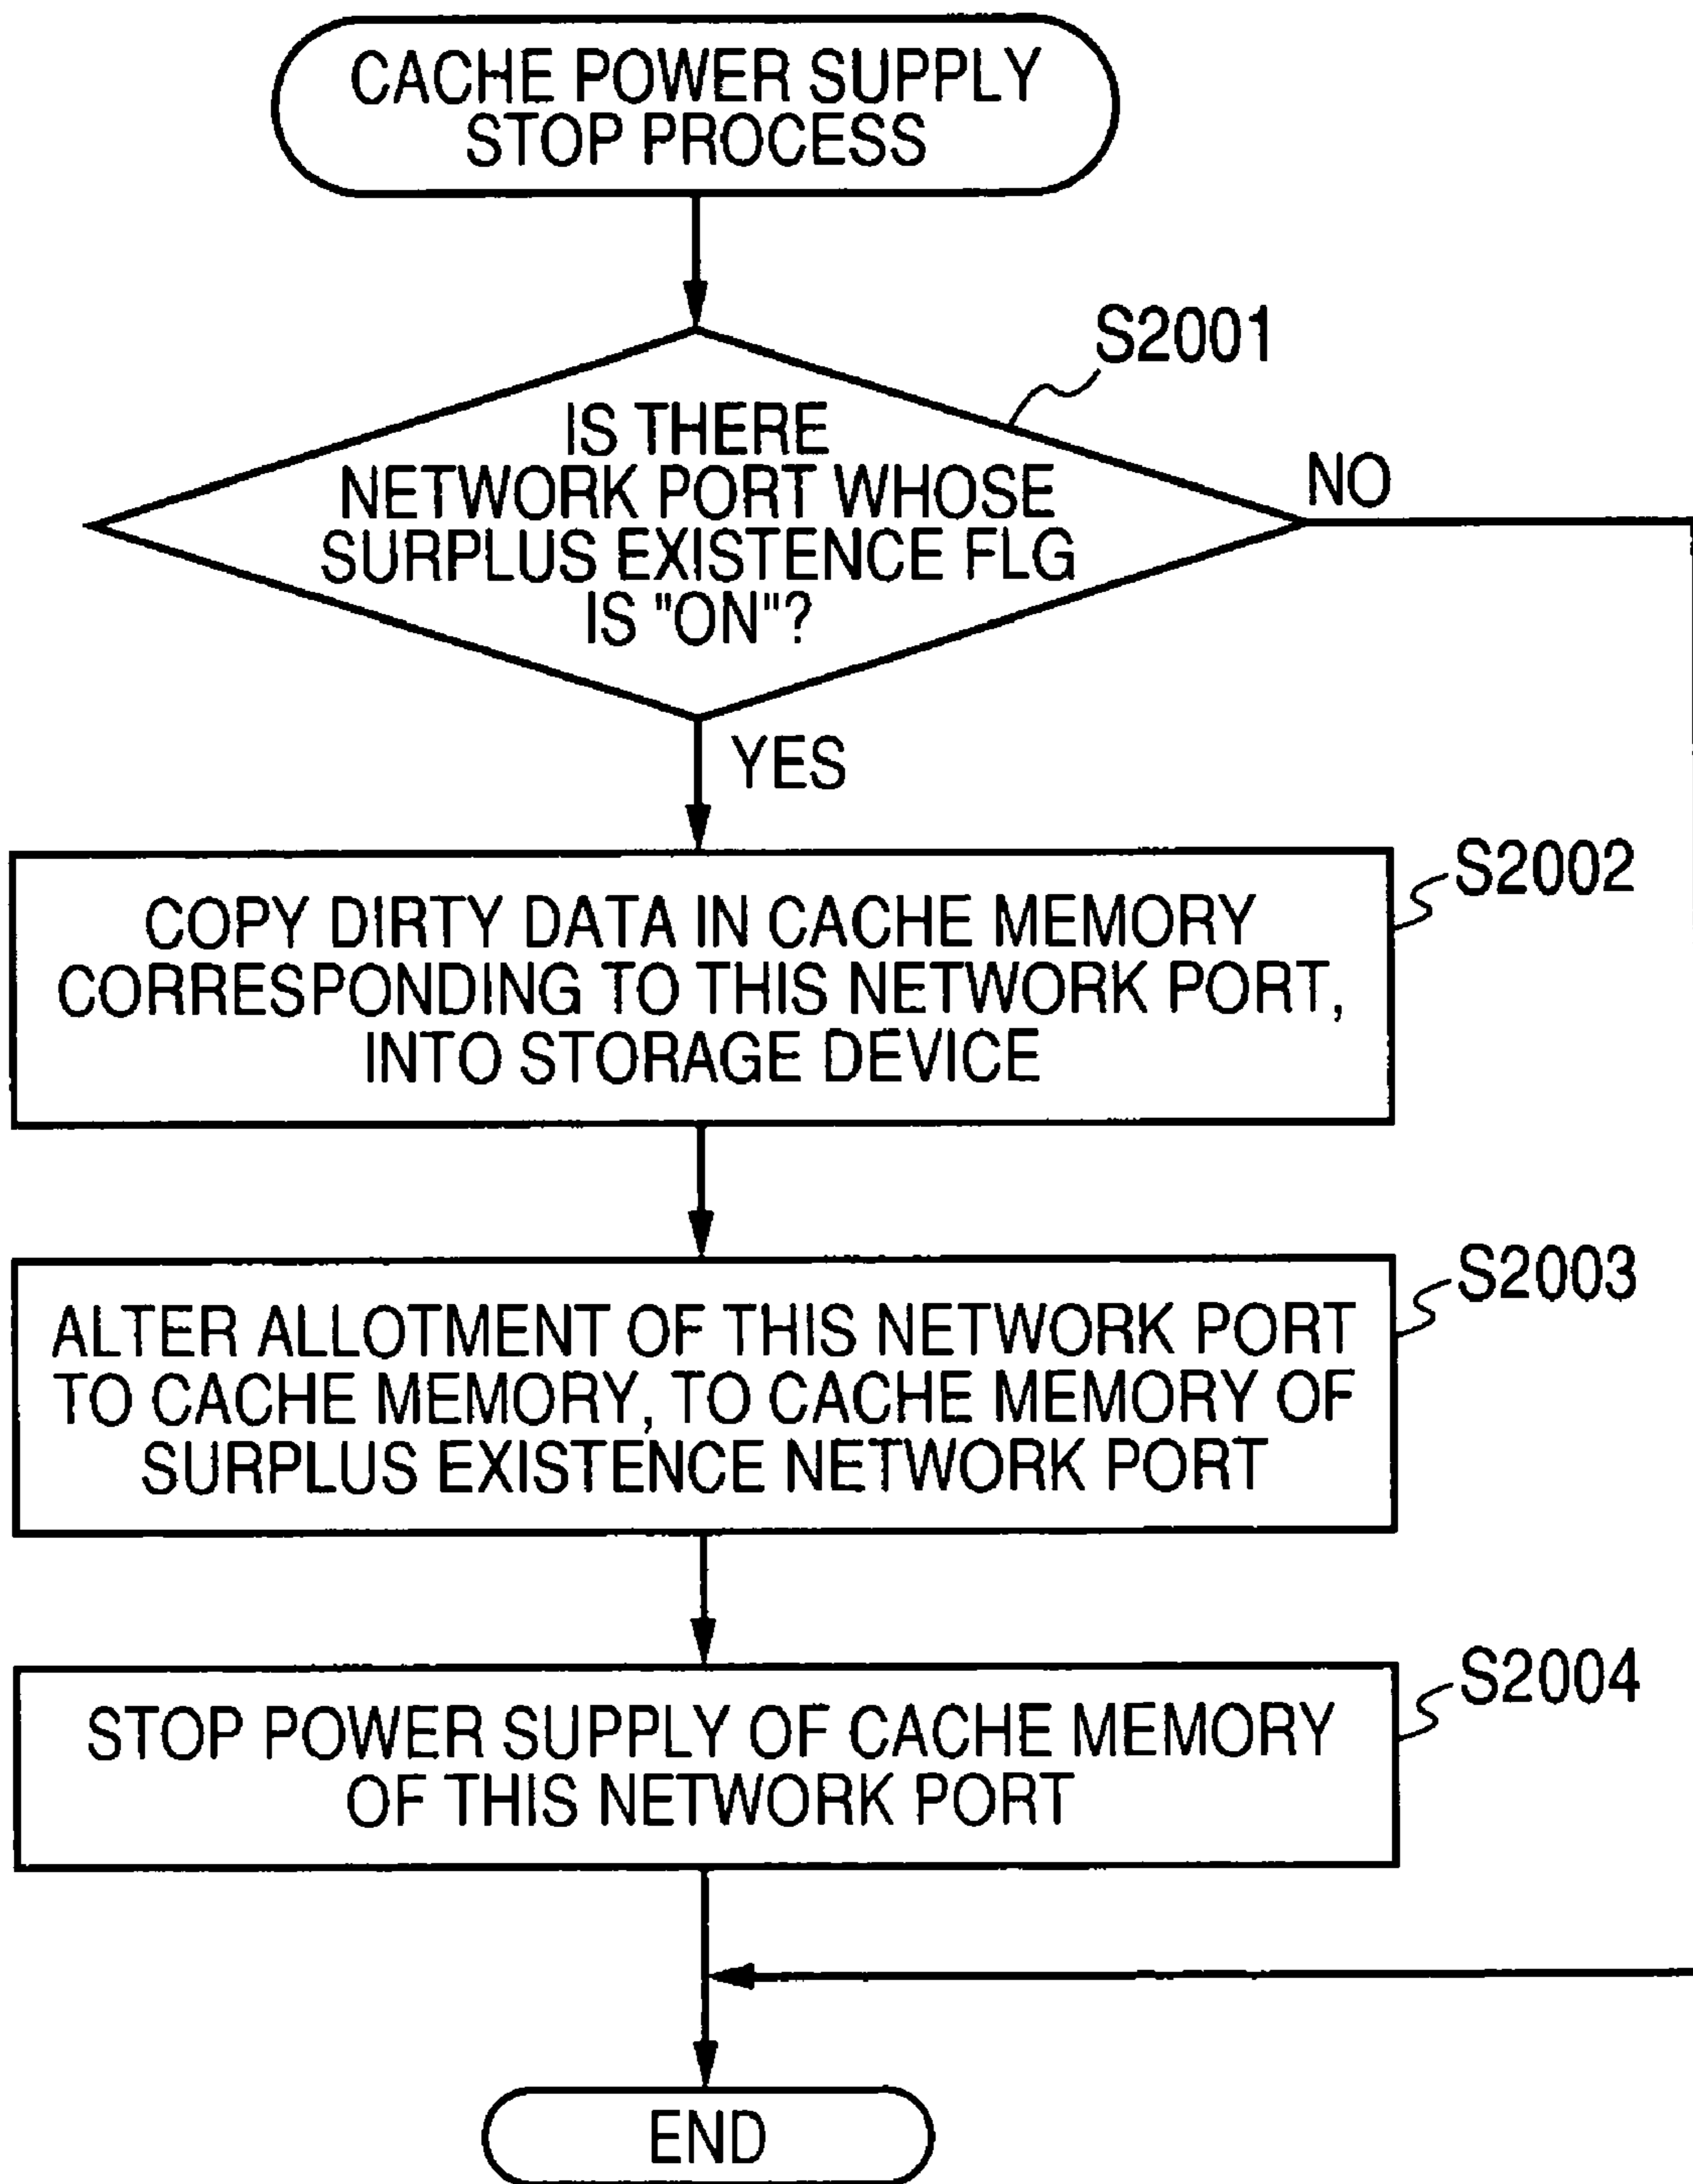 CACHE POWER SUPPLY
STOP PROCESS
S2001
IS THERE
NETWORK PORT WHOSE
SURPLUS EXISTENCE FLG
IS "ON"?
NO
YES
S2002
COPY DIRTY DATA IN CACHE MEMORY
CORRESPONDING TO THIS NETWORK PORT,
INTO STORAGE DEVICE
S2003
ALTER ALLOTMENT OF THIS NETWORK PORT
TO CACHE MEMORY, TO CACHE MEMORY OF
SURPLUS EXISTENCE NETWORK PORT
S2004
STOP POWER SUPPLY OF CACHE MEMORY
OF THIS NETWORK PORT
END